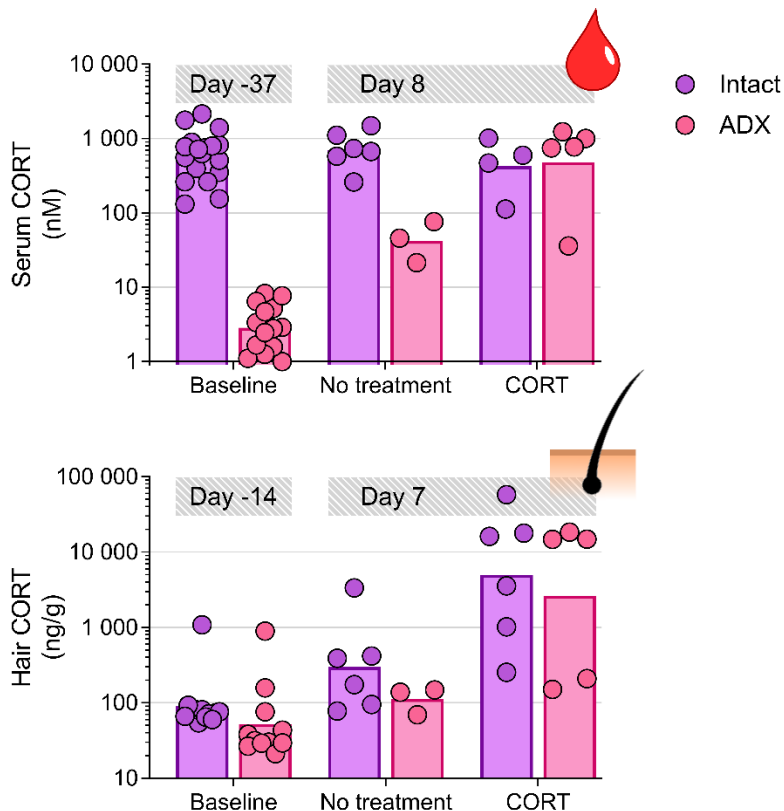 10 000
1 000
100
10
1
Serum CORT
(nM)
Day -37
Day 8
Intact
ADX
Baseline
No treatment
CORT
100 000
10 000
1 000
100
10
Hair CORT
(ng/g)
Day -14
Day 7
Baseline
No treatment
CORT